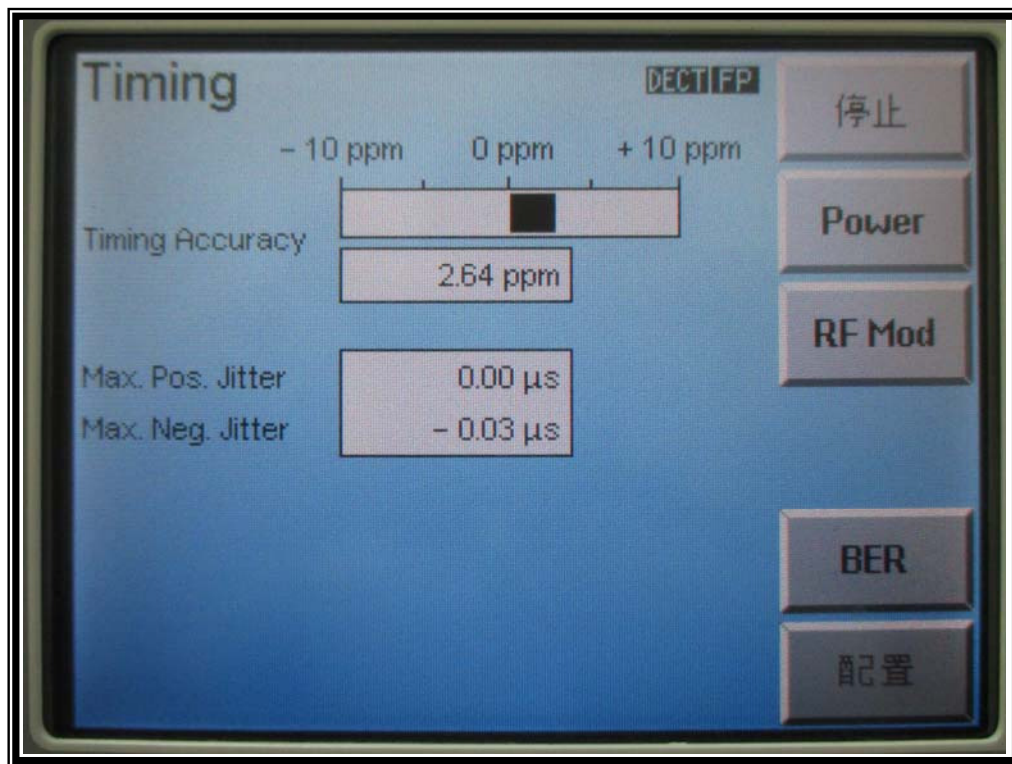 Timing
DECT FP
– 10 ppm 0 ppm + 10 ppm
Timing Accuracy
2.64 ppm
Max. Pos. Jitter 0.00 µs
Max. Neg. Jitter – 0.03 µs
停止
Power
RF Mod
BER
配置